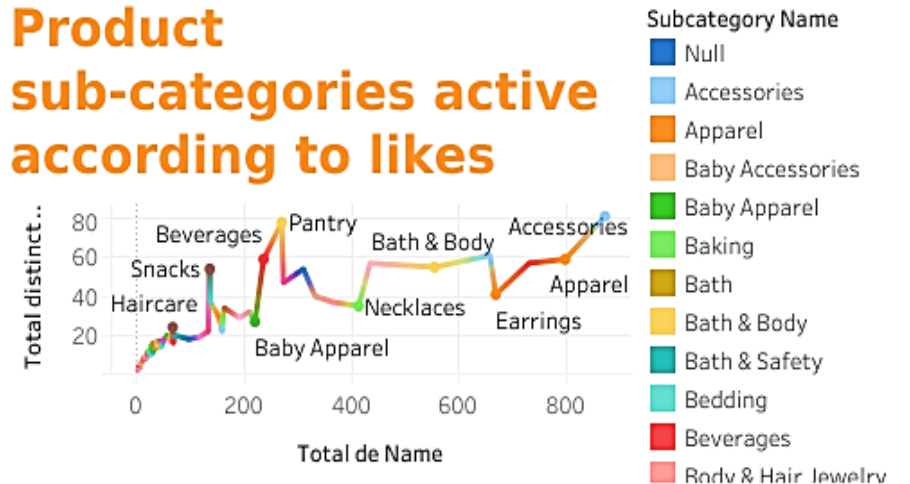 Product
sub-categories active
according to likes
Subcategory Name
Null
Accessories
Apparel
Baby Accessories
Baby Apparel
Baking
Bath
Bath & Body
Bath & Safety
Bedding
Beverages
Body & Hair Jewelry
Total distinct..
80
60
40
20
Beverages
Pantry
Snacks
Haircare
Baby Apparel
Bath & Body
Necklaces
Accessories
Apparel
Earrings
0
200
400
600
800
Total de Name